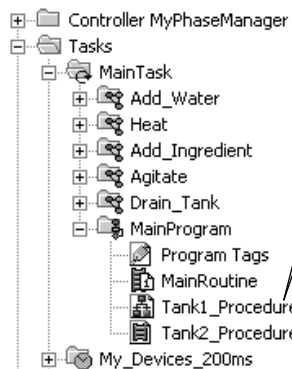 Controller MyPhaseManager
Tasks
MainTask
Add_Water
Heat
Add_Ingredient
Agitate
Drain_Tank
MainProgram
Program Tags
MainRoutine
Tank1_Procedure
Tank2_Procedure
My_Devices_200ms